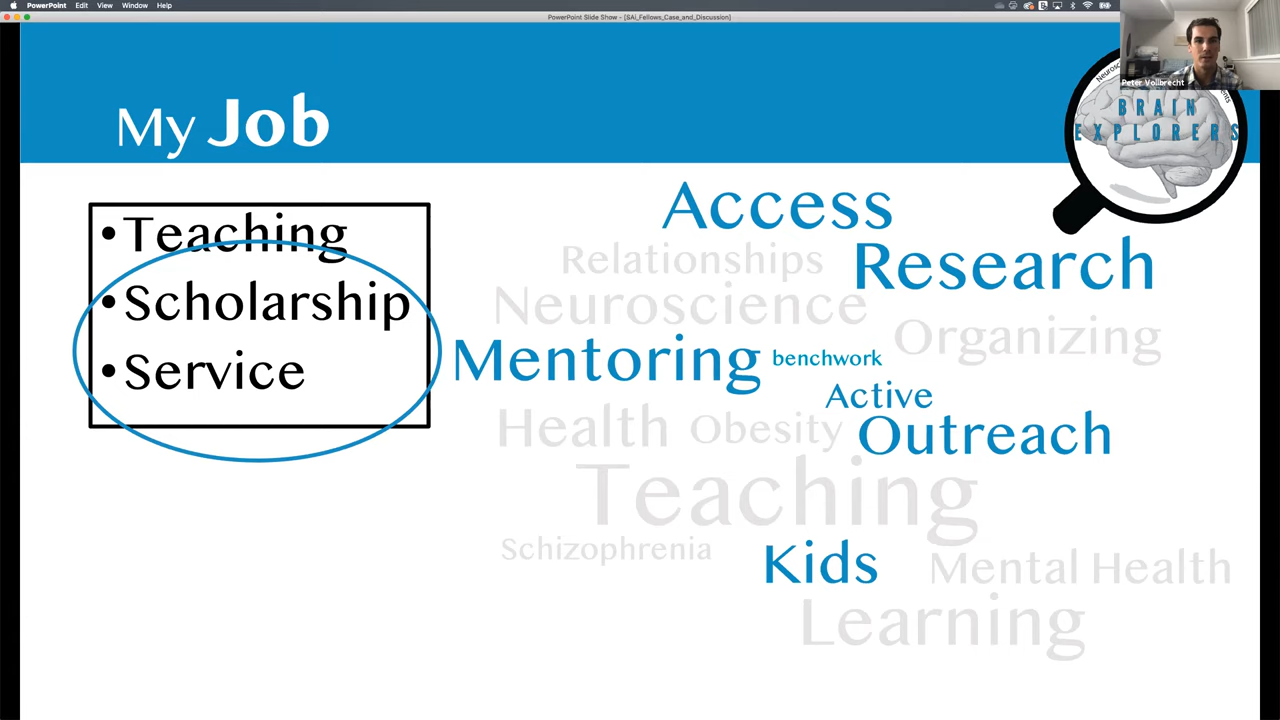 PowerPoint Edit View Window Help
PowerPoint Slide Show - [SAi_Fellows_Case_and_Discussion]
Peter Vollbrecht
My Job
BRAIN
EXPLORERS
•Teaching
•Scholarship
•Service
Access
Relationships
Research
Neuroscience
Organizing
Mentoring benchwork
Active
Health Obesity Outreach
Teaching
Schizophrenia
Kids
Mental Health
Learning